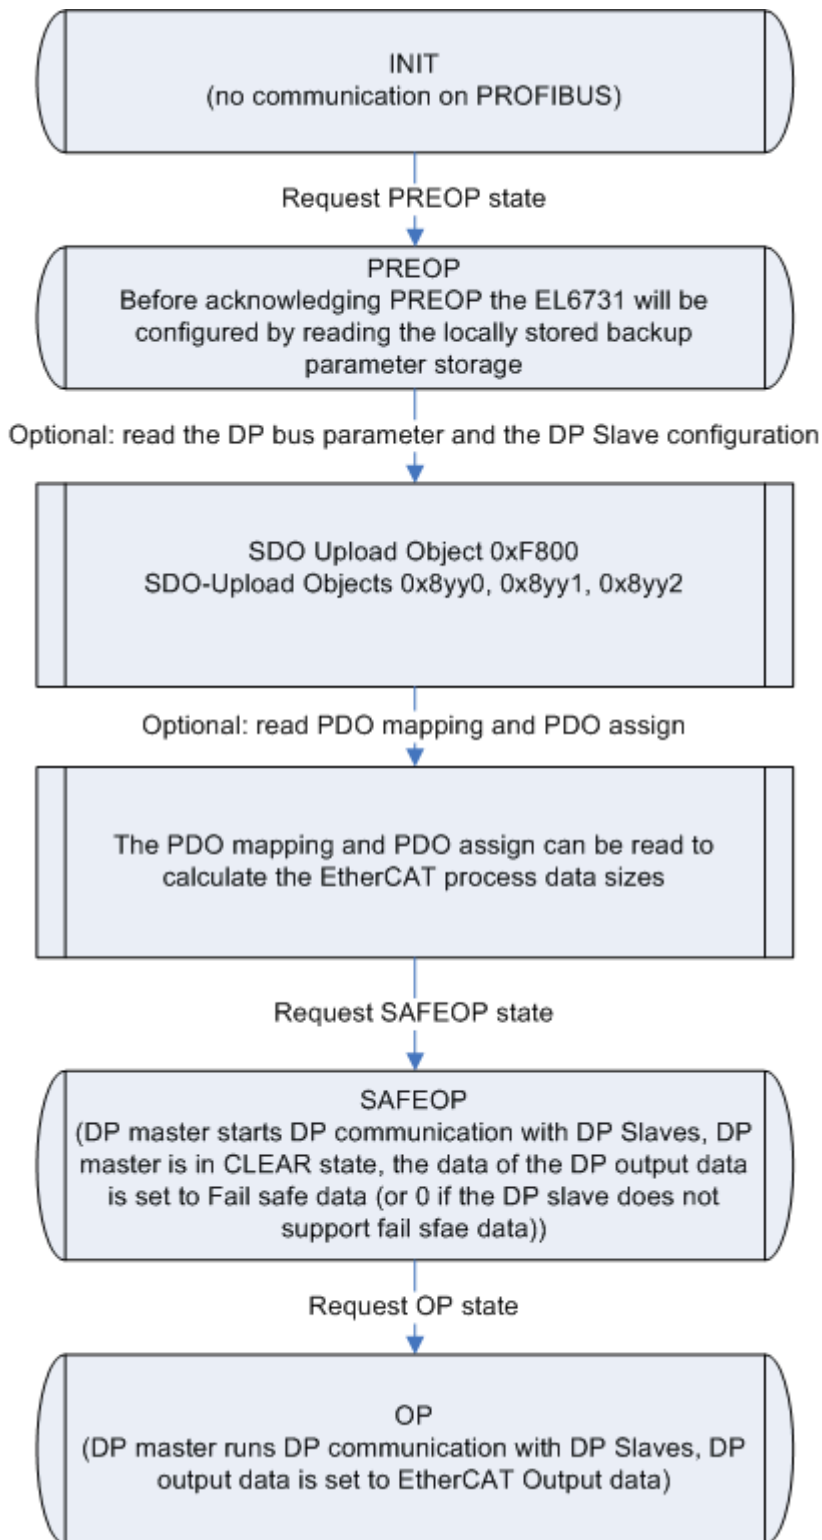 INIT
(no communication on PROFIBUS)
Request PREOP state
PREOP
Before acknowledging PREOP the EL6731 will be
configured by reading the locally stored backup
parameter storage
Optional: read the DP bus parameter and the DP Slave configuration
SDO Upload Object 0xF800
SDO-Upload Objects 0x8yy0, 0x8yy1, 0x8yy2
Optional: read PDO mapping and PDO assign
The PDO mapping and PDO assign can be read to
calculate the EtherCAT process data sizes
Request SAFEOP state
SAFEOP
(DP master starts DP communication with DP Slaves, DP
master is in CLEAR state, the data of the DP output data
is set to Fail safe data (or 0 if the DP slave does not
support fail sfae data))
Request OP state
OP
(DP master runs DP communication with DP Slaves, DP
output data is set to EtherCAT Output data)